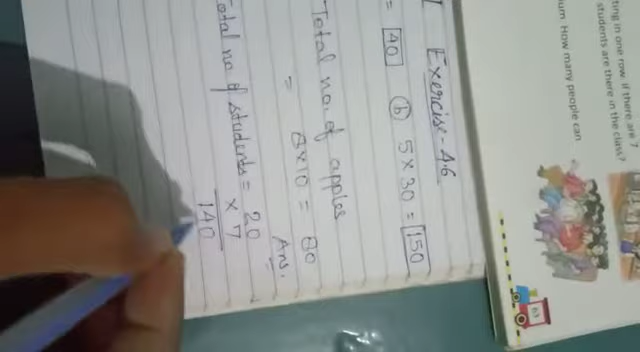 Exercise-46
= 40 (b) 5 × 30 = 150
Total no. of apples
= 8×10 = 80
Ans.
Total no. of students = 20
× 7
140
ting in one row. If there are 7
students are there in the class?
ium. How many people can